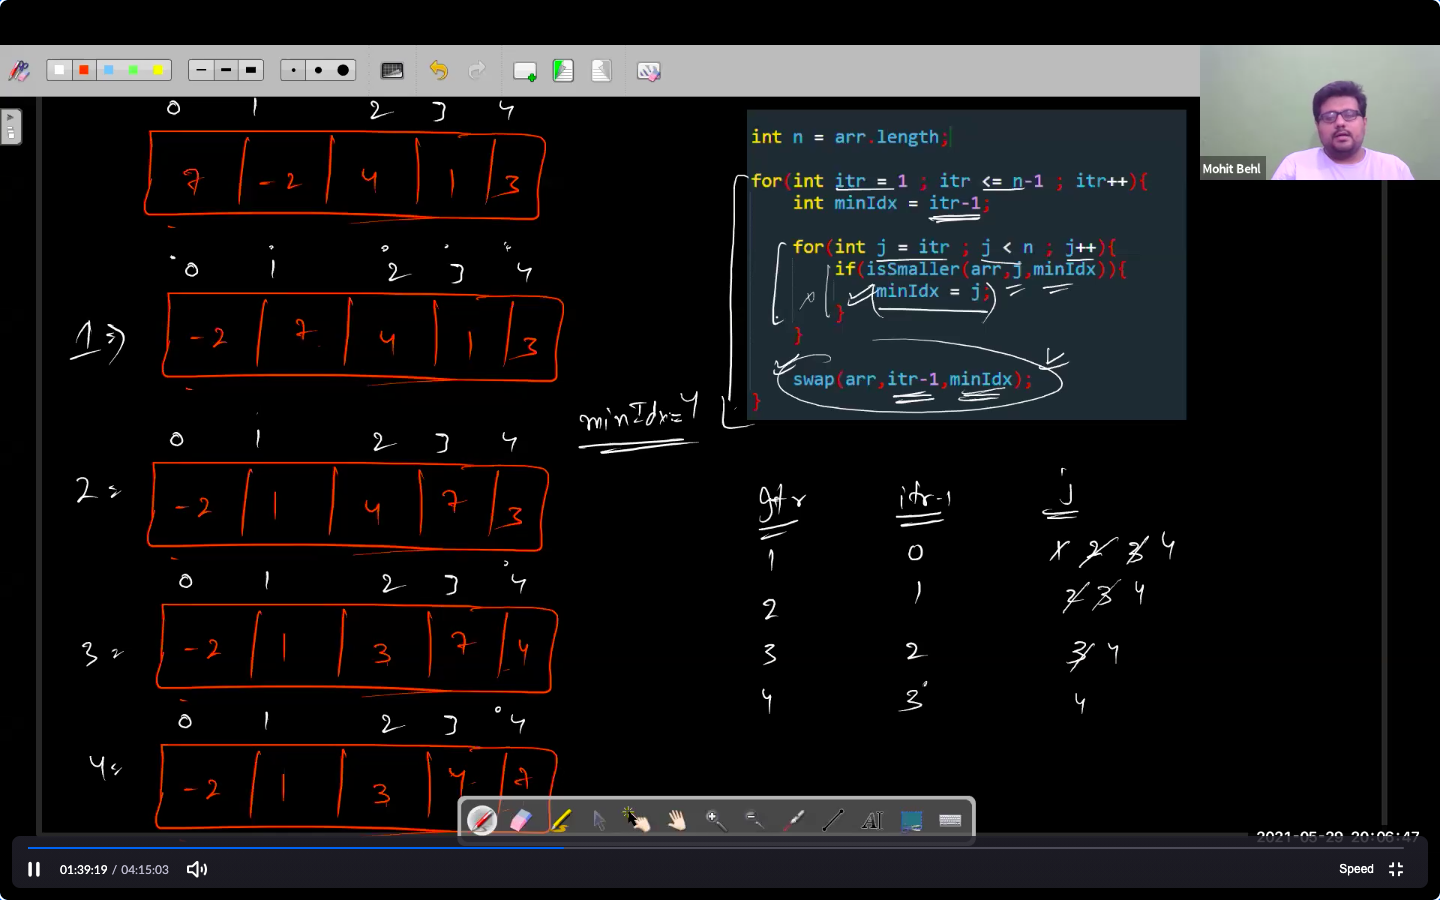 Mohit Behl
0 1 2 3 4
7 -2 4 1 3
0 1 2 3 4
1⇒ -2 7 4 1 3
0 1 2 3 4
2= -2 1 4 7 3
0 1 2 3 4
3= -2 1 3 7 4
0 1 2 3 4
4= -2 1 3 4 7
minIdx=4
int n = arr.length;
for(int itr = 1 ; itr <= n-1 ; itr++){
int minIdx = itr-1;
for(int j = itr ; j < n ; j++){
if(isSmaller(arr,j,minIdx)){
minIdx = j;
}
}
swap(arr,itr-1,minIdx);
}
itr itr-1 j
1 0 1 2 3 4
2 1 2 3 4
3 2 3 4
4 3 4
2021-05-29 20:06:47
01:39:19 / 04:15:03
Speed